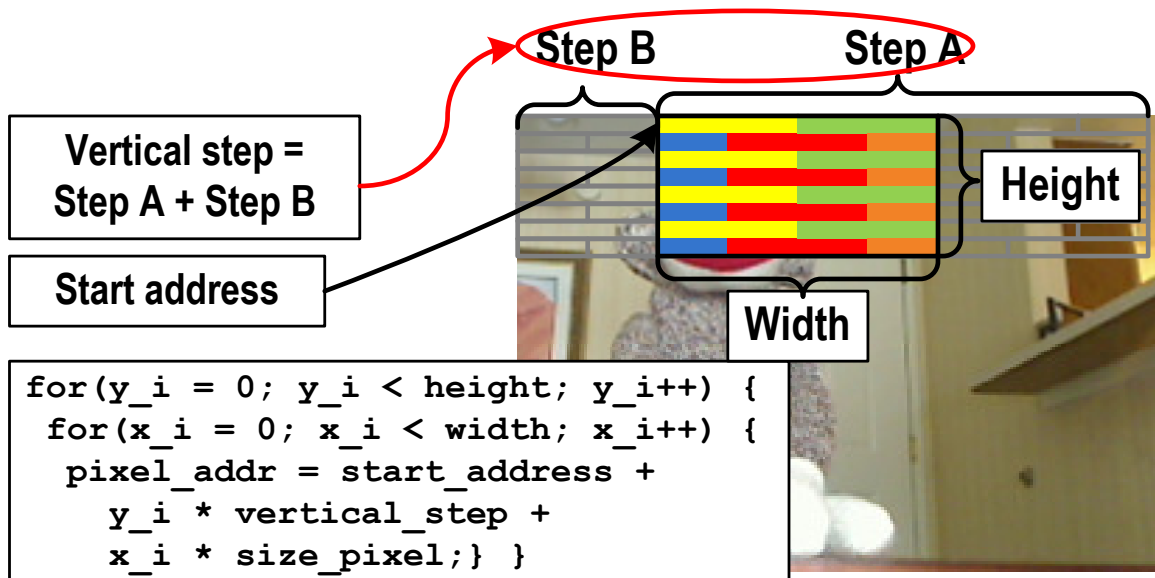 Step B
Step A
Vertical step =
Step A + Step B
Height
Start address
Width
for(y_i = 0; y_i < height; y_i++) {
for(x_i = 0; x_i < width; x_i++) {
pixel_addr = start_address +
y_i * vertical_step +
x_i * size_pixel;} }